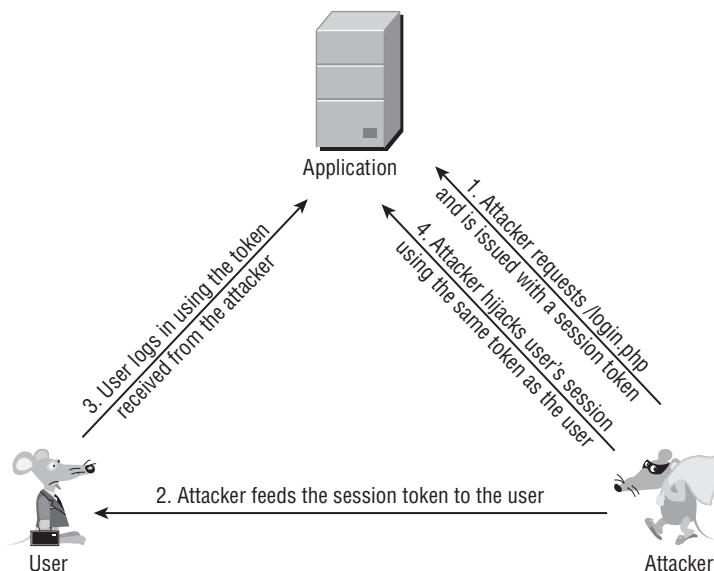 Application
1. Attacker requests /login.php
and is issued with a session token
4. Attacker hijacks user's session
using the same token as the user
3. User logs in using the token
received from the attacker
2. Attacker feeds the session token to the user
User
Attacker